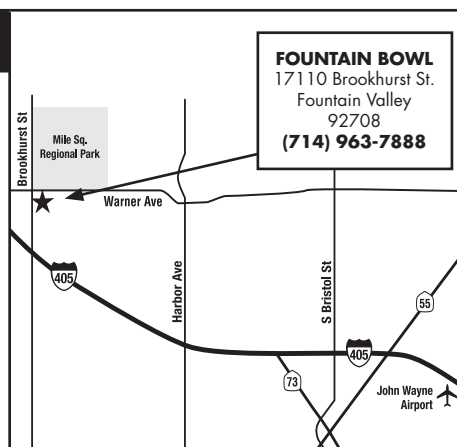 FOUNTAIN BOWL
17110 Brookhurst St.
Fountain Valley
92708
(714) 963-7888
Brookhurst St
Mile Sq.
Regional Park
Warner Ave
405
Harbor Ave
S Bristol St
55
405
73
John Wayne
Airport